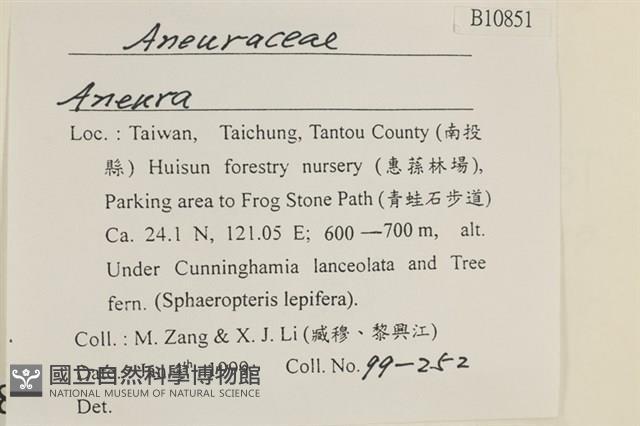 B10851
Aneuraceae
Aneura
Loc. : Taiwan, Taichung, Tantou County (南投
縣) Huisun forestry nursery (惠蓀林場),
Parking area to Frog Stone Path (青蛙石步道)
Ca. 24.1 N, 121.05 E; 600 —700 m, alt.
Under Cunninghamia lanceolata and Tree
fern. (Sphaeropteris lepifera).
Coll. : M. Zang & X. J. Li (臧穆、黎興江)
Coll. No. 99-252
國立自然科學博物館
NATIONAL MUSEUM OF NATURAL SCIENCE
Det.